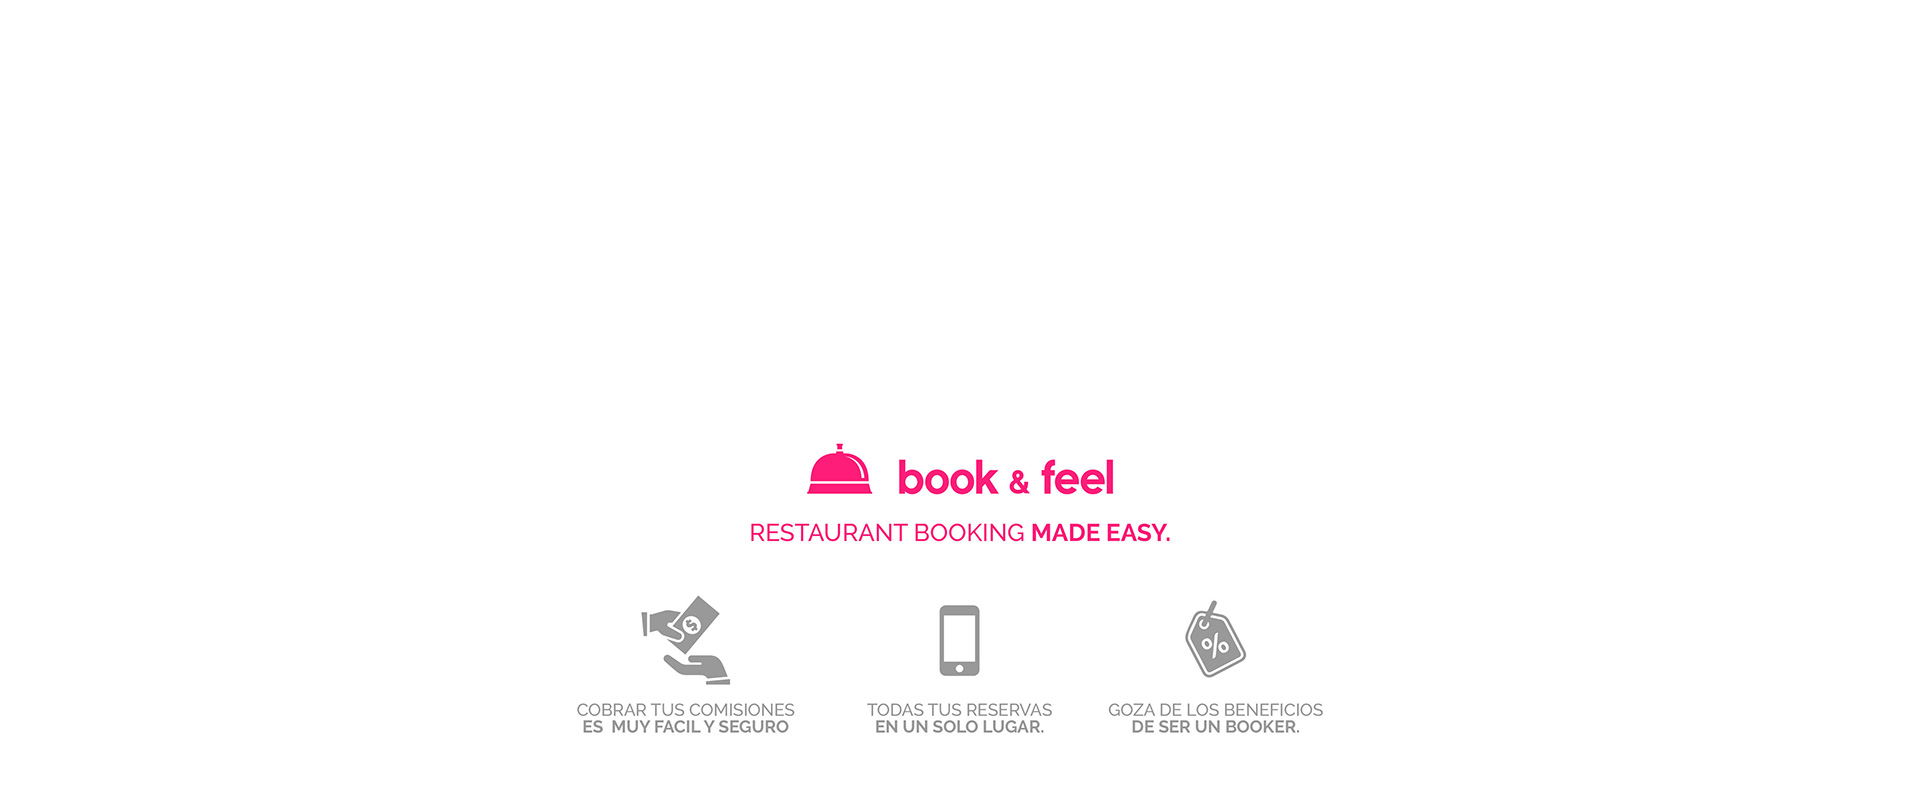 book & feel
RESTAURANT BOOKING MADE EASY.
COBRAR TUS COMISIONES
ES MUY FACIL Y SEGURO
TODAS TUS RESERVAS
EN UN SOLO LUGAR.
GOZA DE LOS BENEFICIOS
DE SER UN BOOKER.